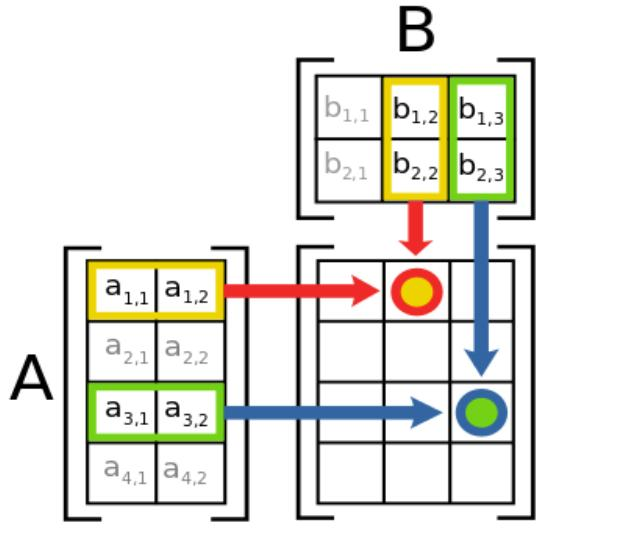 B
b1,1 b1,2 b1,3
b2,1 b2,2 b2,3
A
a1,1 a1,2
a2,1 a2,2
a3,1 a3,2
a4,1 a4,2